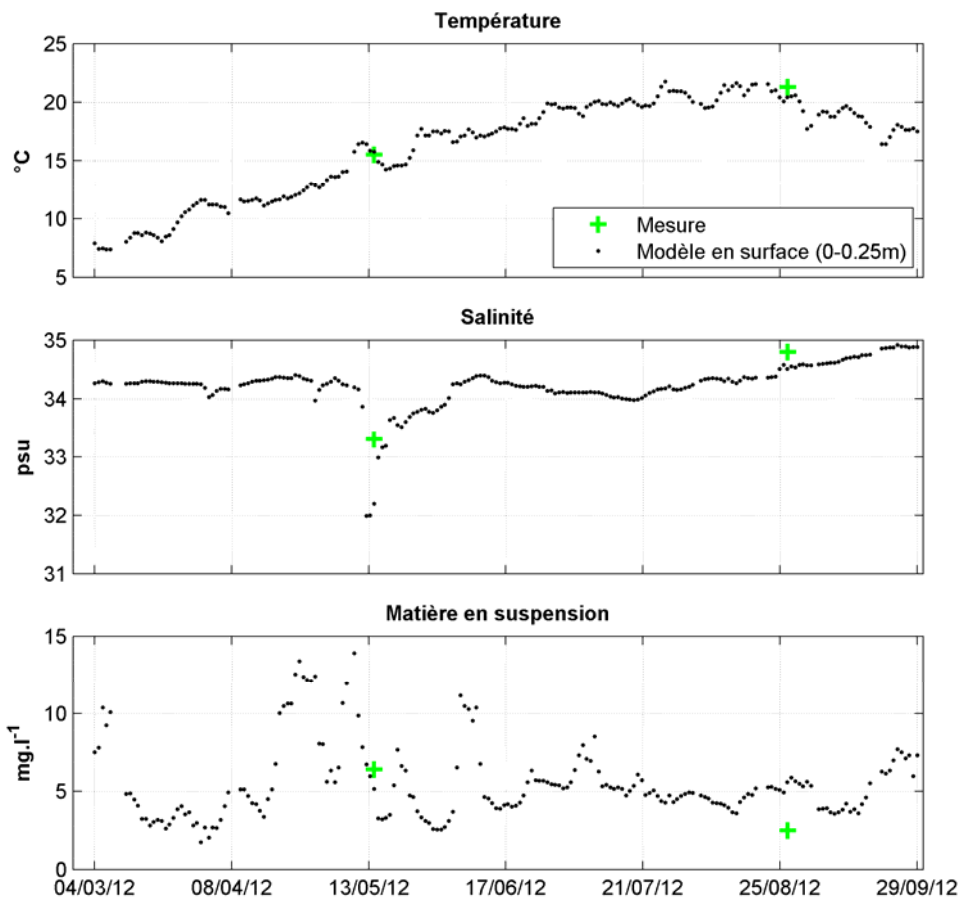 Température
25
20
15
10
5
°C
Mesure
Modèle en surface (0-0.25m)
Salinité
35
34
33
32
31
psu
Matière en suspension
15
10
5
0
mg.l⁻¹
04/03/12 08/04/12 13/05/12 17/06/12 21/07/12 25/08/12 29/09/12